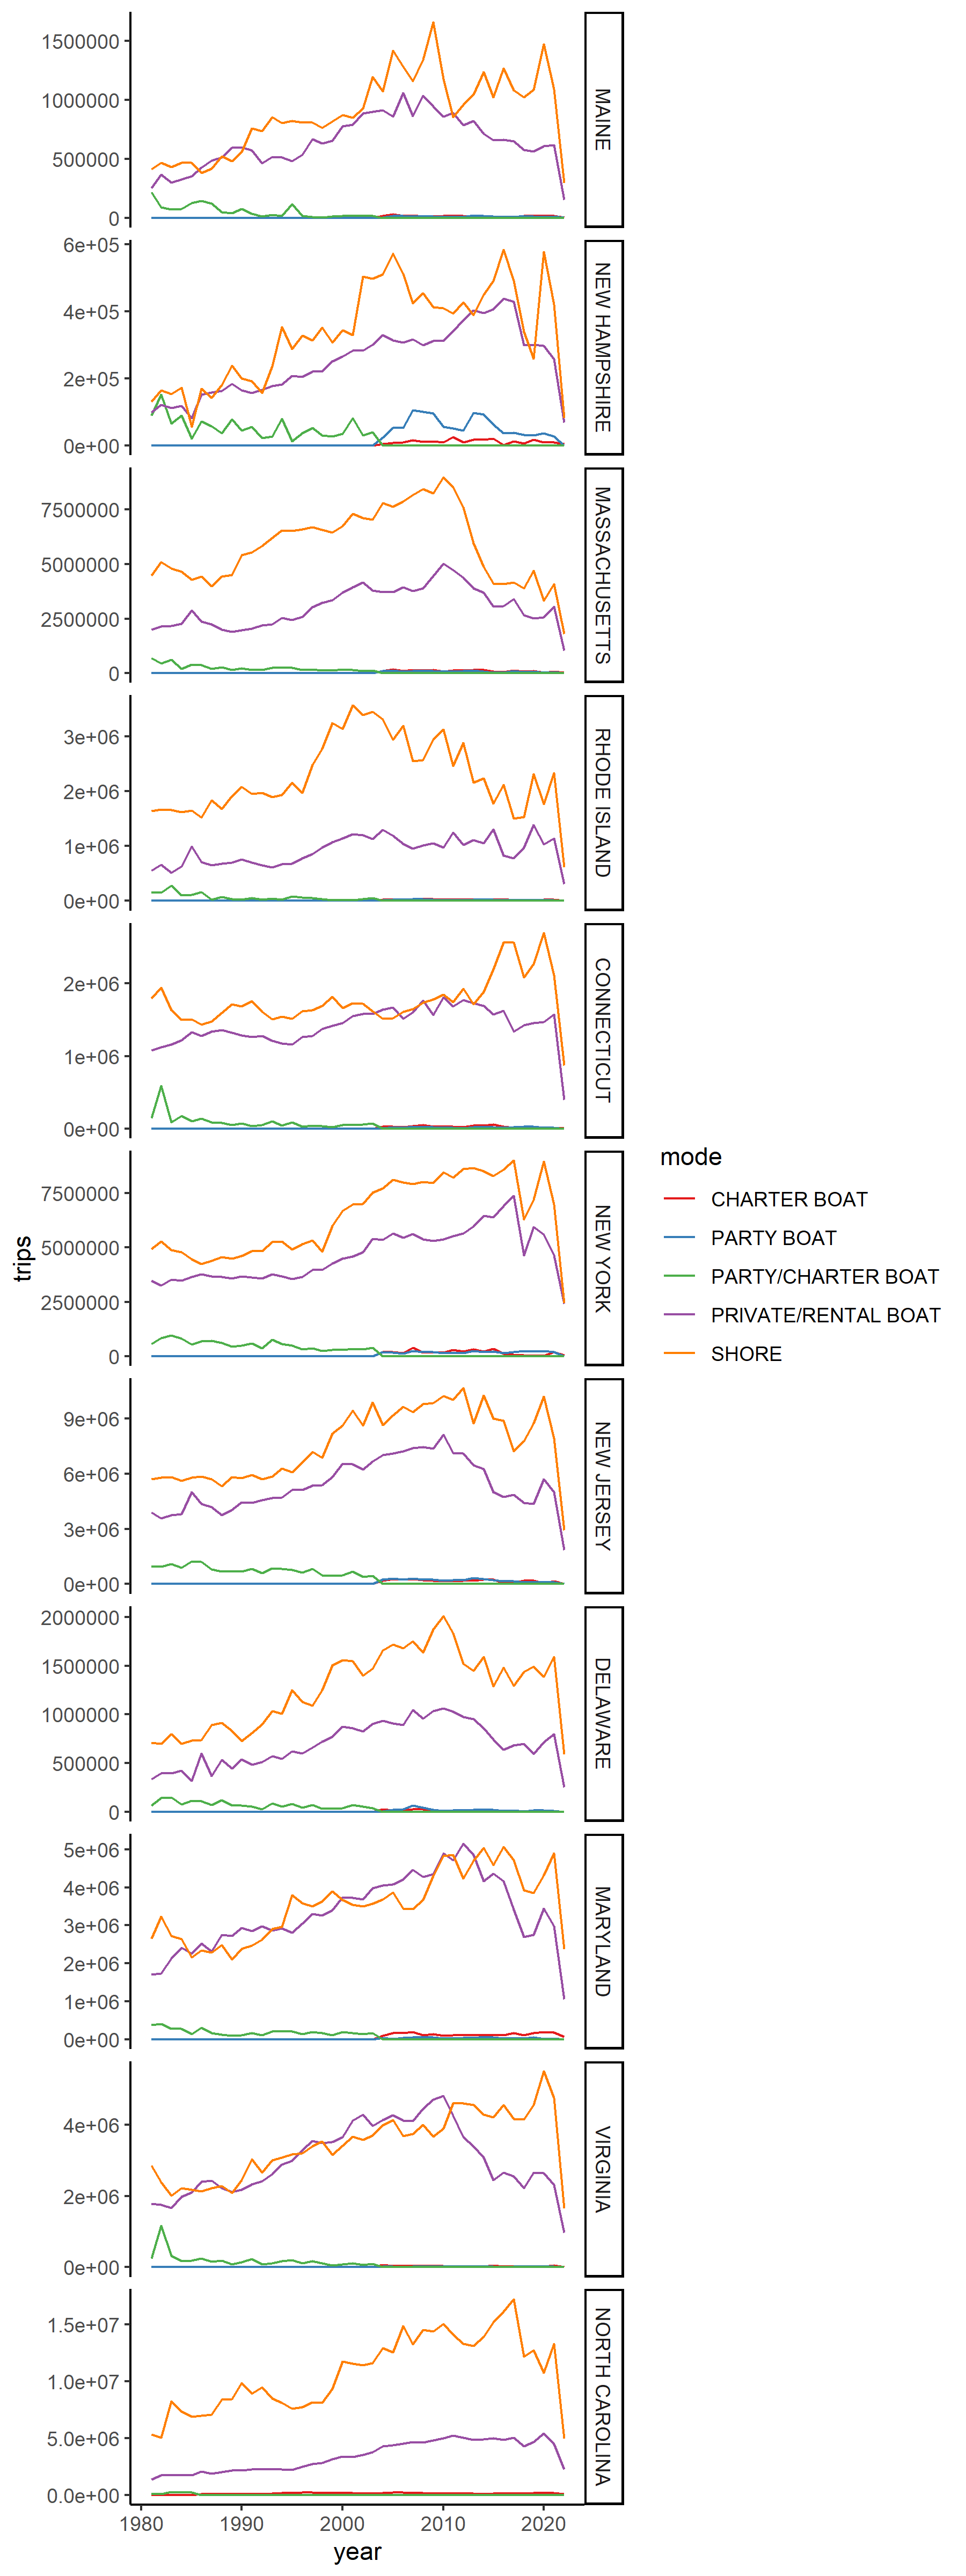 1500000
1000000
500000
0
MAINE
6e+05
4e+05
2e+05
0e+00
NEW HAMPSHIRE
7500000
5000000
2500000
0
MASSACHUSETTS
3e+06
2e+06
1e+06
0e+00
RHODE ISLAND
2e+06
1e+06
0e+00
CONNECTICUT
7500000
5000000
2500000
0
NEW YORK
9e+06
6e+06
3e+06
0e+00
NEW JERSEY
2000000
1500000
1000000
500000
0
DELAWARE
5e+06
4e+06
3e+06
2e+06
1e+06
0e+00
MARYLAND
4e+06
2e+06
0e+00
VIRGINIA
1.5e+07
1.0e+07
5.0e+06
0.0e+00
NORTH CAROLINA
1980 1990 2000 2010 2020
year
trips
mode
CHARTER BOAT
PARTY BOAT
PARTY/CHARTER BOAT
PRIVATE/RENTAL BOAT
SHORE